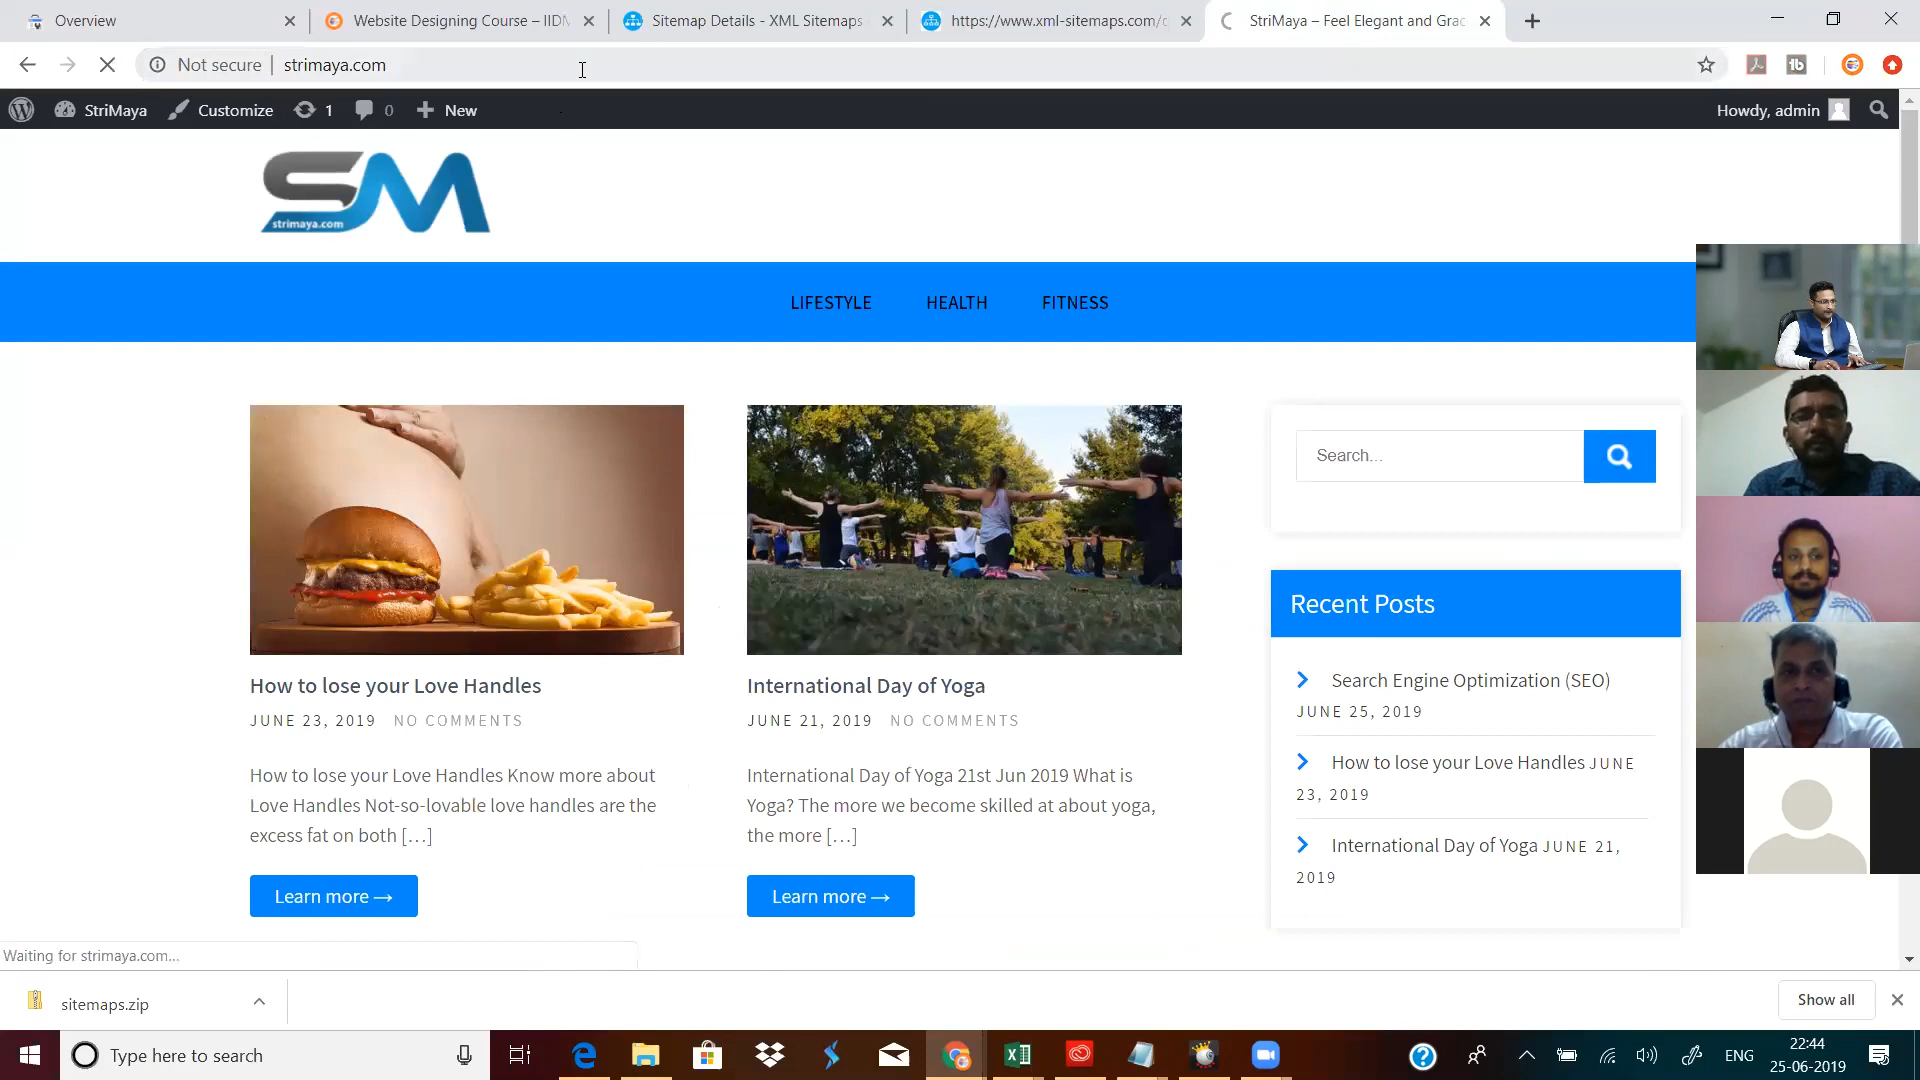 Overview
Website Designing Course – IIDM
Sitemap Details - XML Sitemaps
https://www.xml-sitemaps.com/d
StriMaya – Feel Elegant and Grac
Not secure
strimaya.com
StriMaya
Customize
1
0
New
Howdy, admin
SM
strimaya.com
LIFESTYLE
HEALTH
FITNESS
Search...
How to lose your Love Handles
JUNE 23, 2019 NO COMMENTS
How to lose your Love Handles Know more about
Love Handles Not-so-lovable love handles are the
excess fat on both […]
Learn more →
International Day of Yoga
JUNE 21, 2019 NO COMMENTS
International Day of Yoga 21st Jun 2019 What is
Yoga? The more we become skilled at about yoga,
the more […]
Learn more →
Recent Posts
Search Engine Optimization (SEO)
JUNE 25, 2019
How to lose your Love Handles JUNE
23, 2019
International Day of Yoga JUNE 21,
2019
Waiting for strimaya.com...
sitemaps.zip
Show all
Type here to search
ENG
22:44
25-06-2019